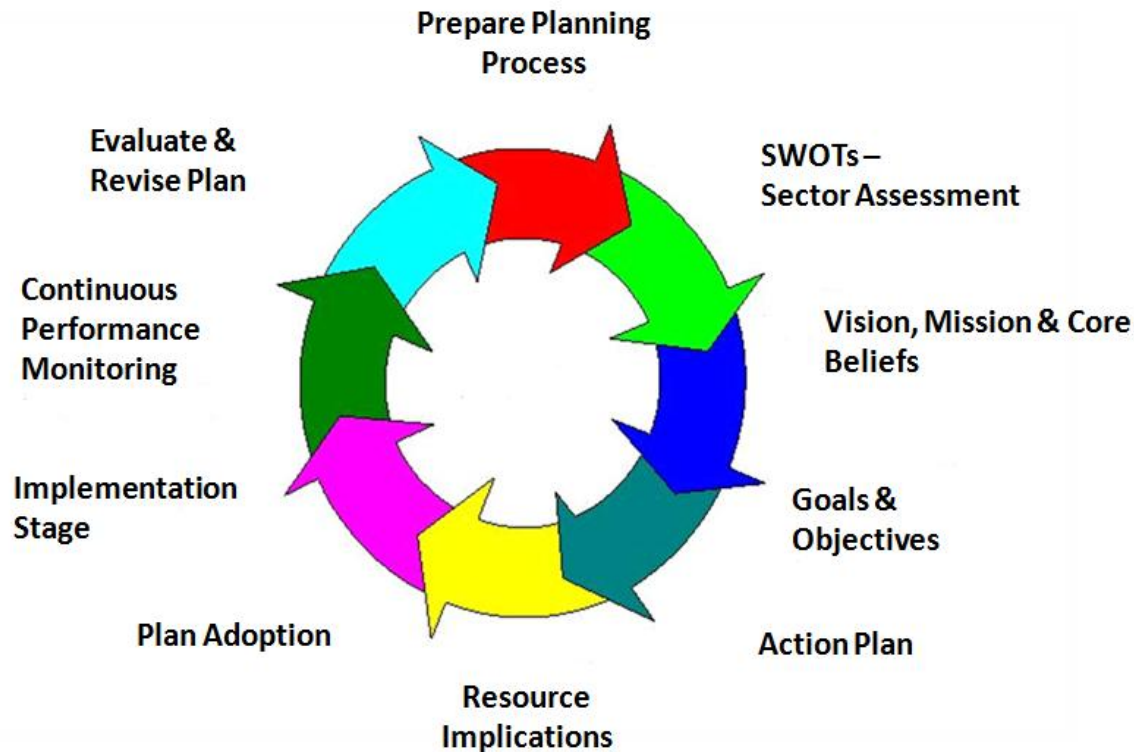 Prepare Planning
Process
SWOTs –
Sector Assessment
Vision, Mission & Core
Beliefs
Goals &
Objectives
Action Plan
Resource
Implications
Plan Adoption
Implementation
Stage
Continuous
Performance
Monitoring
Evaluate &
Revise Plan